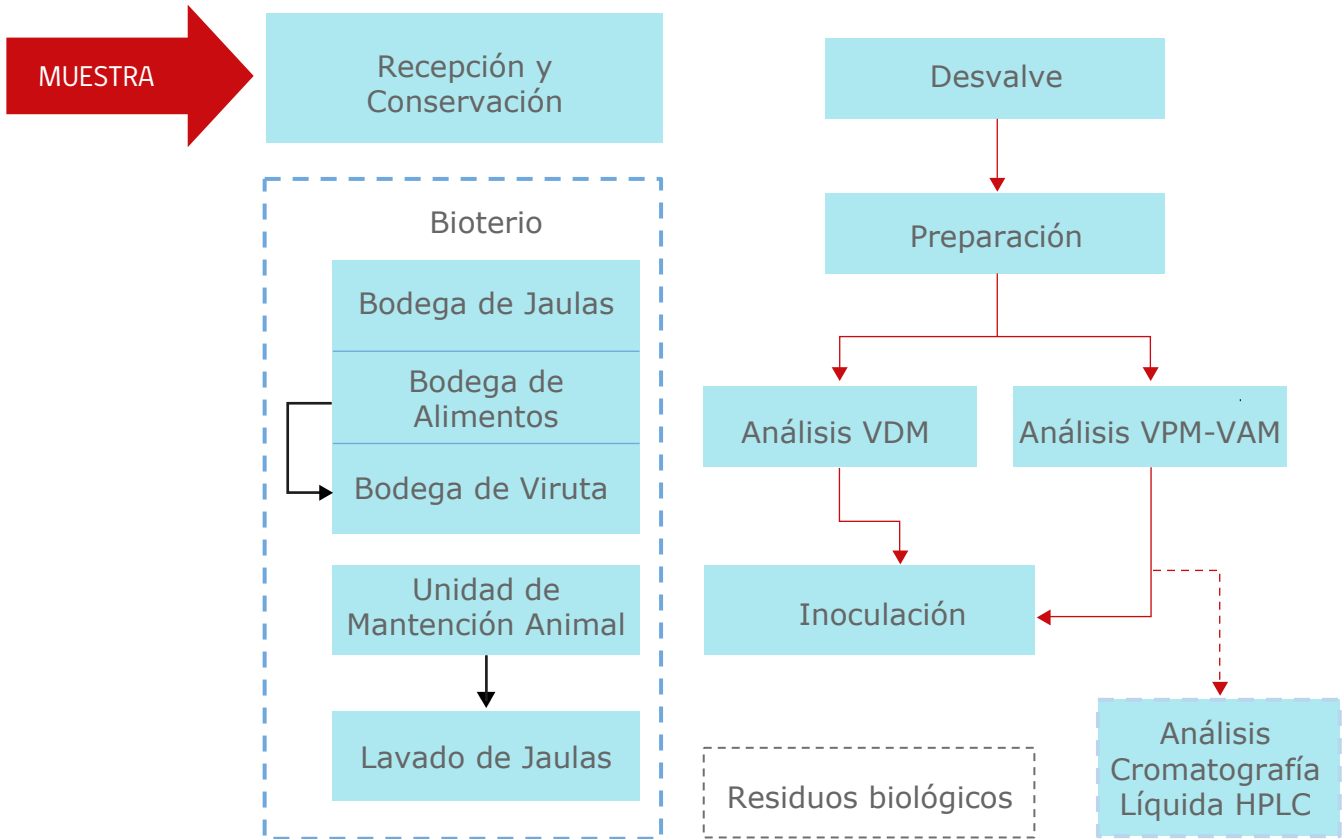 MUESTRA
Recepción y
Conservación
Bioterio
Bodega de Jaulas
Bodega de
Alimentos
Bodega de Viruta
Unidad de
Mantención Animal
Lavado de Jaulas
Desvalve
Preparación
Análisis VDM
Análisis VPM-VAM
Inoculación
Residuos biológicos
Análisis
Cromatografía
Líquida HPLC